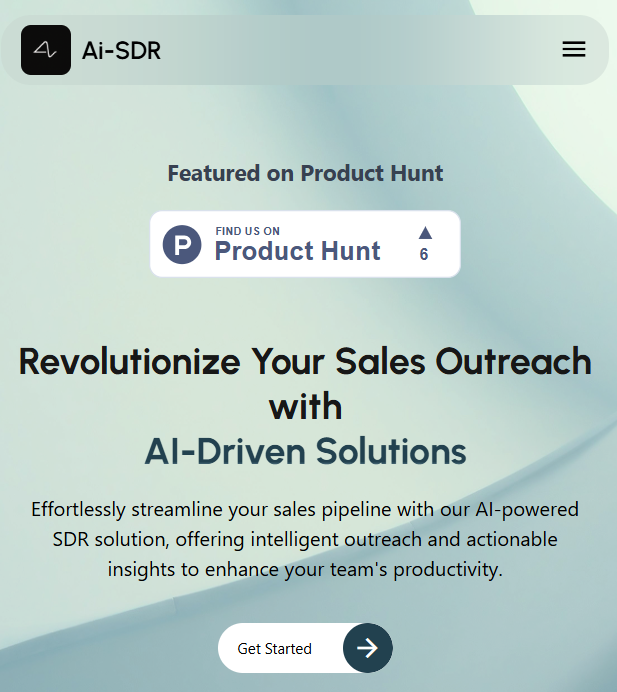 Ai-SDR
Featured on Product Hunt
P
FIND US ON
Product Hunt
▲
6
Revolutionize Your Sales Outreach
with
AI-Driven Solutions
Effortlessly streamline your sales pipeline with our AI-powered
SDR solution, offering intelligent outreach and actionable
insights to enhance your team's productivity.
Get Started